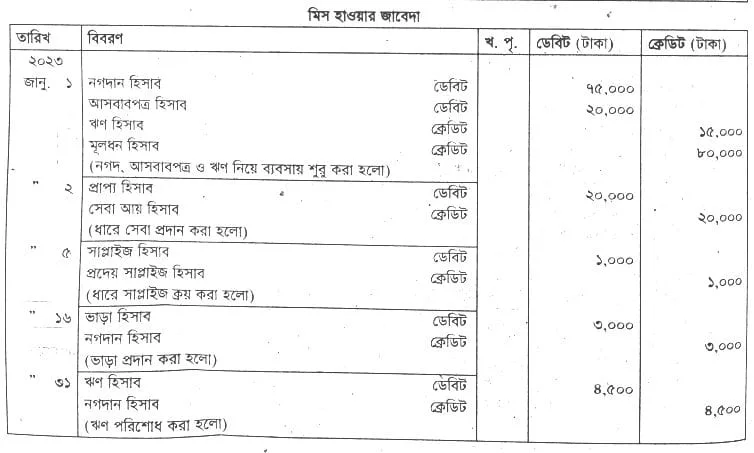 মিস হাওয়ার জাবেদা
তারিখ বিবরণ খ. পৃ. ডেবিট (টাকা) ক্রেডিট (টাকা)
২০২৩
জানু. ১ নগদান হিসাব ডেবিট ৭৫,০০০
আসবাবপত্র হিসাব ডেবিট ২০,০০০
ঋণ হিসাব ক্রেডিট ১৫,০০০
মূলধন হিসাব ক্রেডিট ৮০,০০০
(নগদ, আসবাবপত্র ও ঋণ নিয়ে ব্যবসায় শুরু করা হলো)
" ২ প্রাপ্য হিসাব ডেবিট ২০,০০০
সেবা আয় হিসাব ক্রেডিট ২০,০০০
(ধারে সেবা প্রদান করা হলো)
" ৫ সাপ্লাইজ হিসাব ডেবিট ১,০০০
প্রদেয় সাপ্লাইজ হিসাব ক্রেডিট ১,০০০
(ধারে সাপ্লাইজ ক্রয় করা হলো)
" ১৬ ভাড়া হিসাব ডেবিট ৩,০০০
নগদান হিসাব ক্রেডিট ৩,০০০
(ভাড়া প্রদান করা হলো)
" ৩১ ঋণ হিসাব ডেবিট ৪,৫০০
নগদান হিসাব ক্রেডিট ৪,৫০০
(ঋণ পরিশোধ করা হলো)